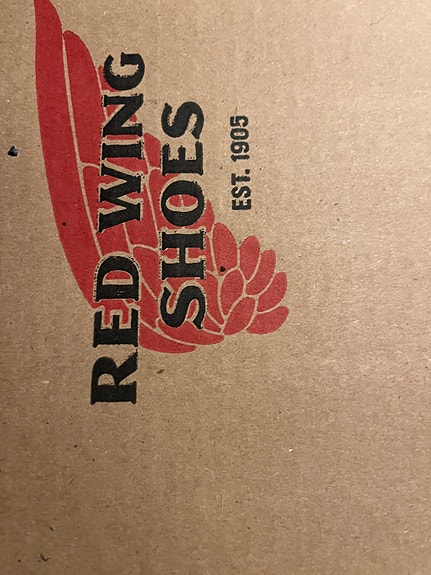 RED WING
SHOES
EST. 1905